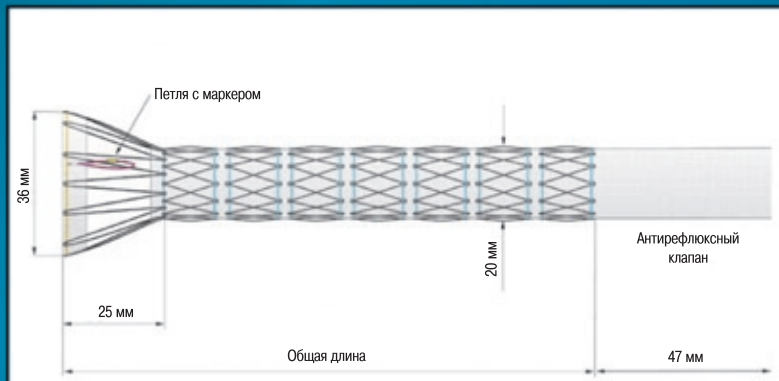 Петля с маркером
36 мм
20 мм
Антирефлюксный
клапан
25 мм
Общая длина
47 мм